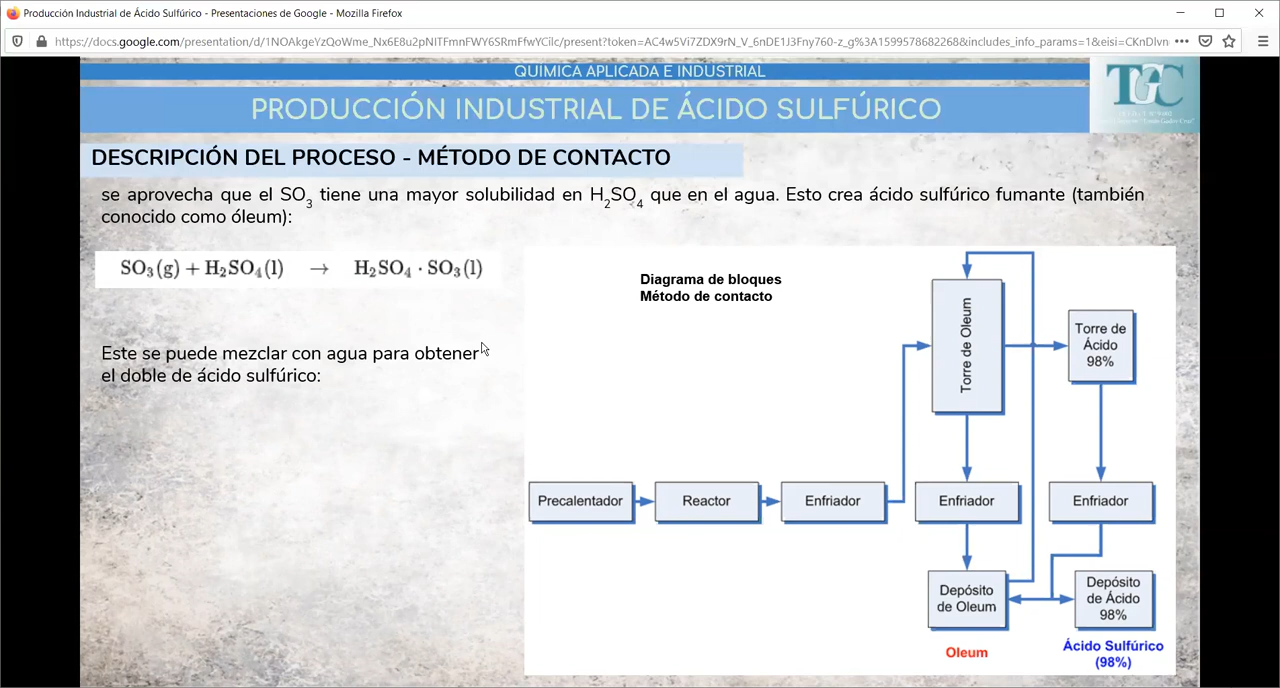 Producción Industrial de Ácido Sulfúrico - Presentaciones de Google - Mozilla Firefox
https://docs.google.com/presentation/d/1NOAkgeYzQoWme_Nx6E8u2pNITFmnFWY6SRmFfwYCilc/present?token=AC4w5Vi7ZDX9rN_V_6nDE1J3Fny760-z_g%3A1599578682268&includes_info_params=1&eisi=CKnDlvn
QUIMICA APLICADA E INDUSTRIAL
PRODUCCIÓN INDUSTRIAL DE ÁCIDO SULFÚRICO
TGC
DESCRIPCIÓN DEL PROCESO - MÉTODO DE CONTACTO
se aprovecha que el SO₃ tiene una mayor solubilidad en H₂SO₄ que en el agua. Esto crea ácido sulfúrico fumante (también
conocido como óleum):
SO₃(g) + H₂SO₄(l) → H₂SO₄ · SO₃(l)
Este se puede mezclar con agua para obtener
el doble de ácido sulfúrico:
Diagrama de bloques
Método de contacto
Torre de Oleum
Torre de
Ácido
98%
Precalentador
Reactor
Enfriador
Enfriador
Enfriador
Depósito
de Oleum
Depósito
de Ácido
98%
Oleum
Ácido Sulfúrico
(98%)